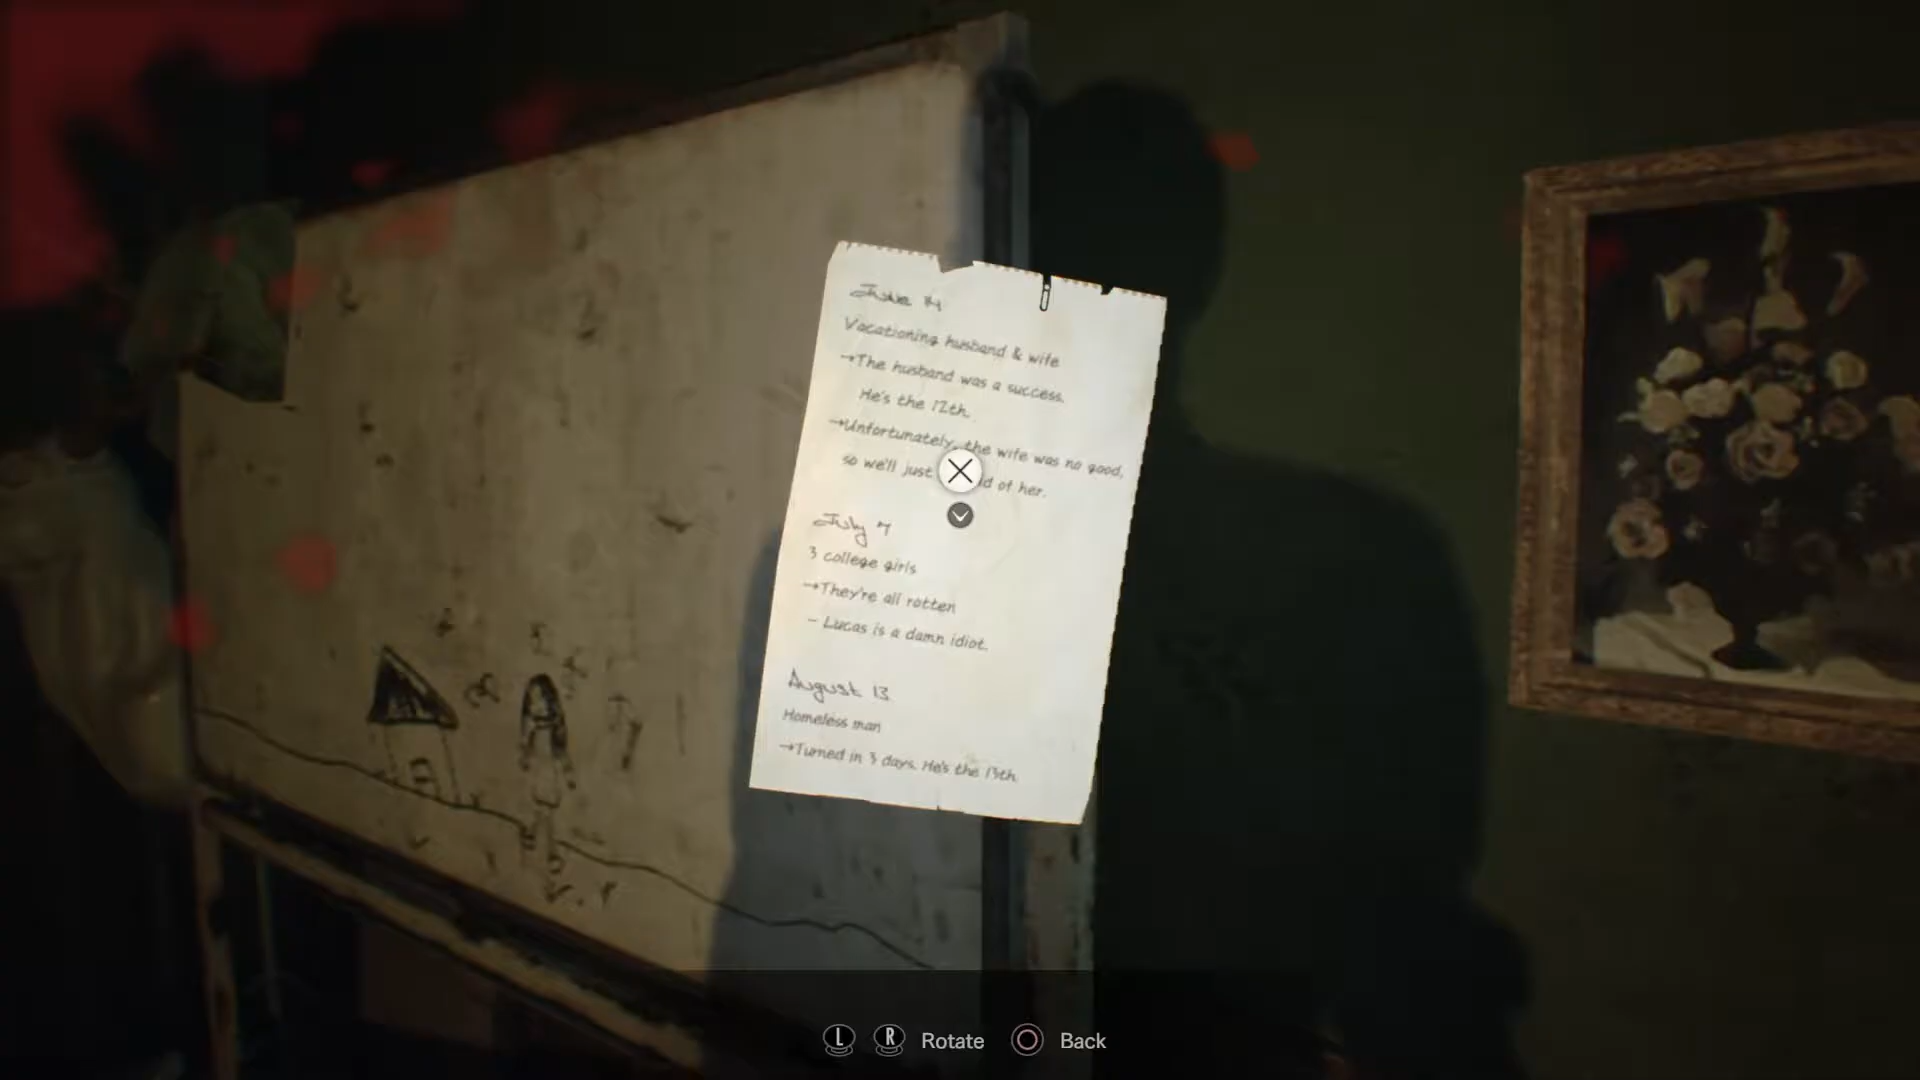 June
Vacationing husband & wife
→The husband was a success.
He's the 12th.
→Unfortunately, the wife was no good,
so we'll just of her.
July 7
3 college girls
→They're all rotten
- Lucas is a damn idiot.
August 13
Homeless man
→Turned in 3 days. He's the 13th.
L R Rotate Back